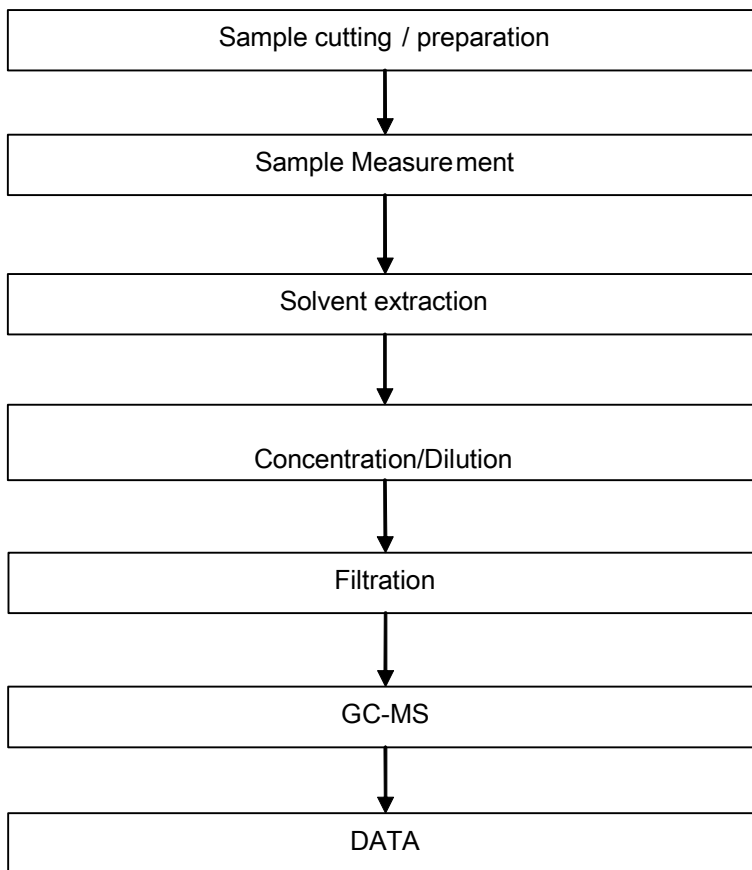 Sample cutting / preparation
Sample Measurement
Solvent extraction
Concentration/Dilution
Filtration
GC-MS
DATA